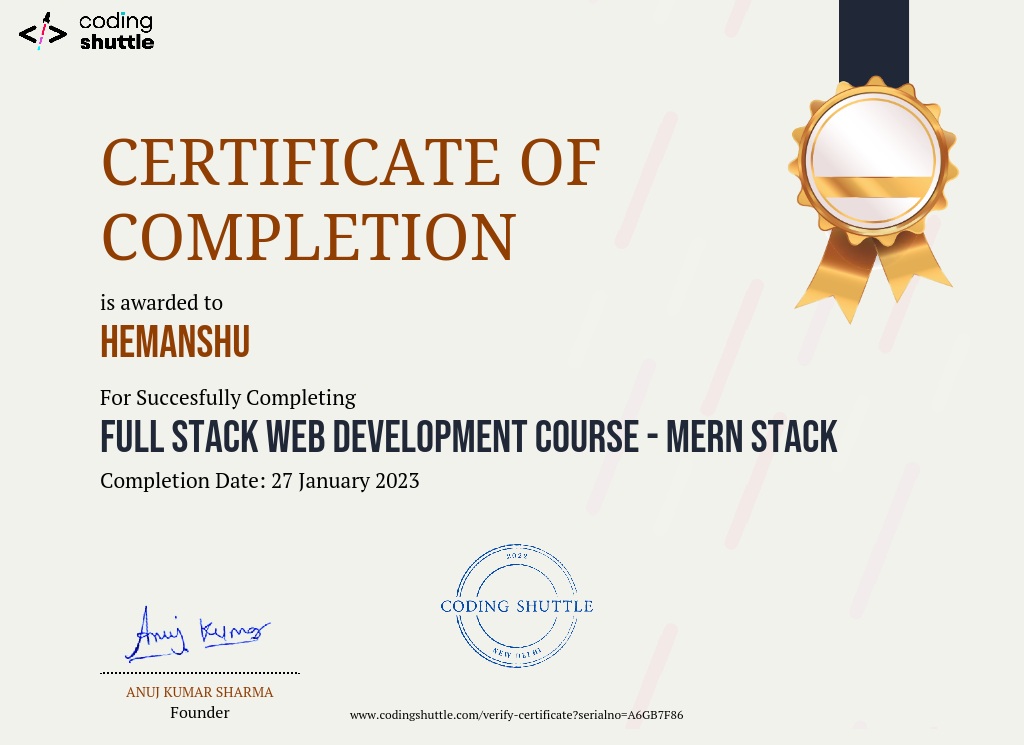 coding
shuttle
CERTIFICATE OF
COMPLETION
is awarded to
HEMANSHU
For Succesfully Completing
FULL STACK WEB DEVELOPMENT COURSE - MERN STACK
Completion Date: 27 January 2023
2022
CODING SHUTTLE
NEW DELHI
Anuj Kumar
ANUJ KUMAR SHARMA
Founder
www.codingshuttle.com/verify-certificate?serialno=A6GB7F86